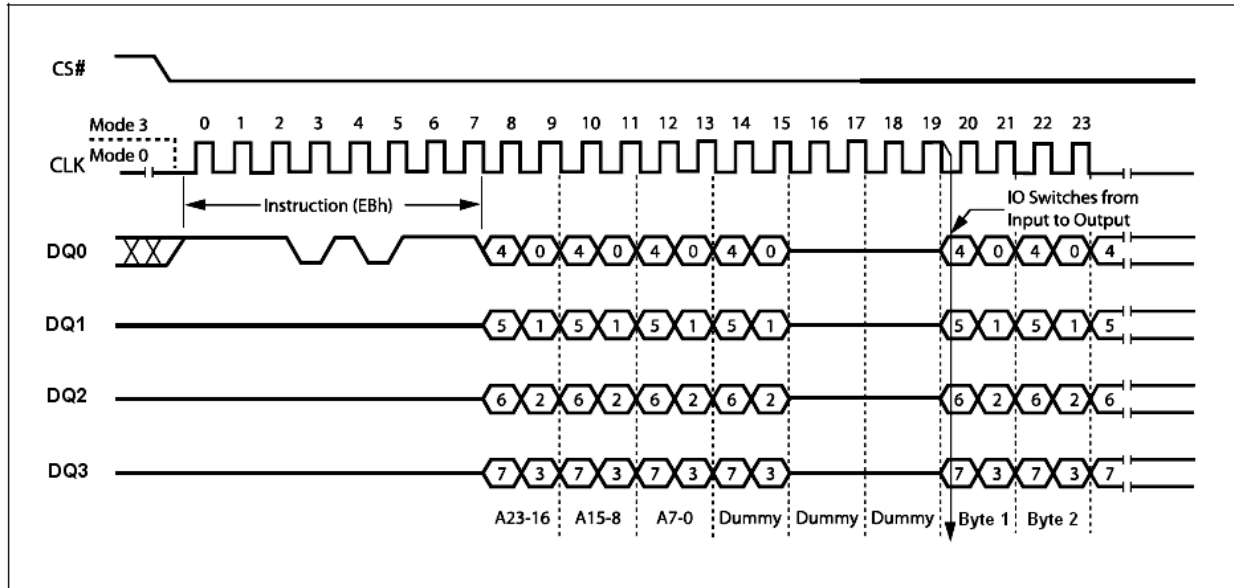 CS#
Mode 3
0 1 2 3 4 5 6 7 8 9 10 11 12 13 14 15 16 17 18 19 20 21 22 23
Mode 0
CLK
Instruction (EBh)
IO Switches from
Input to Output
DQ0
4 0 4 0 4 0 4 0 4 0 4 0 4
DQ1
5 1 5 1 5 1 5 1 5 1 5 1 5
DQ2
6 2 6 2 6 2 6 2 6 2 6 2 6
DQ3
7 3 7 3 7 3 7 3 7 3 7 3 7
A23-16 A15-8 A7-0 Dummy Dummy Dummy Byte 1 Byte 2